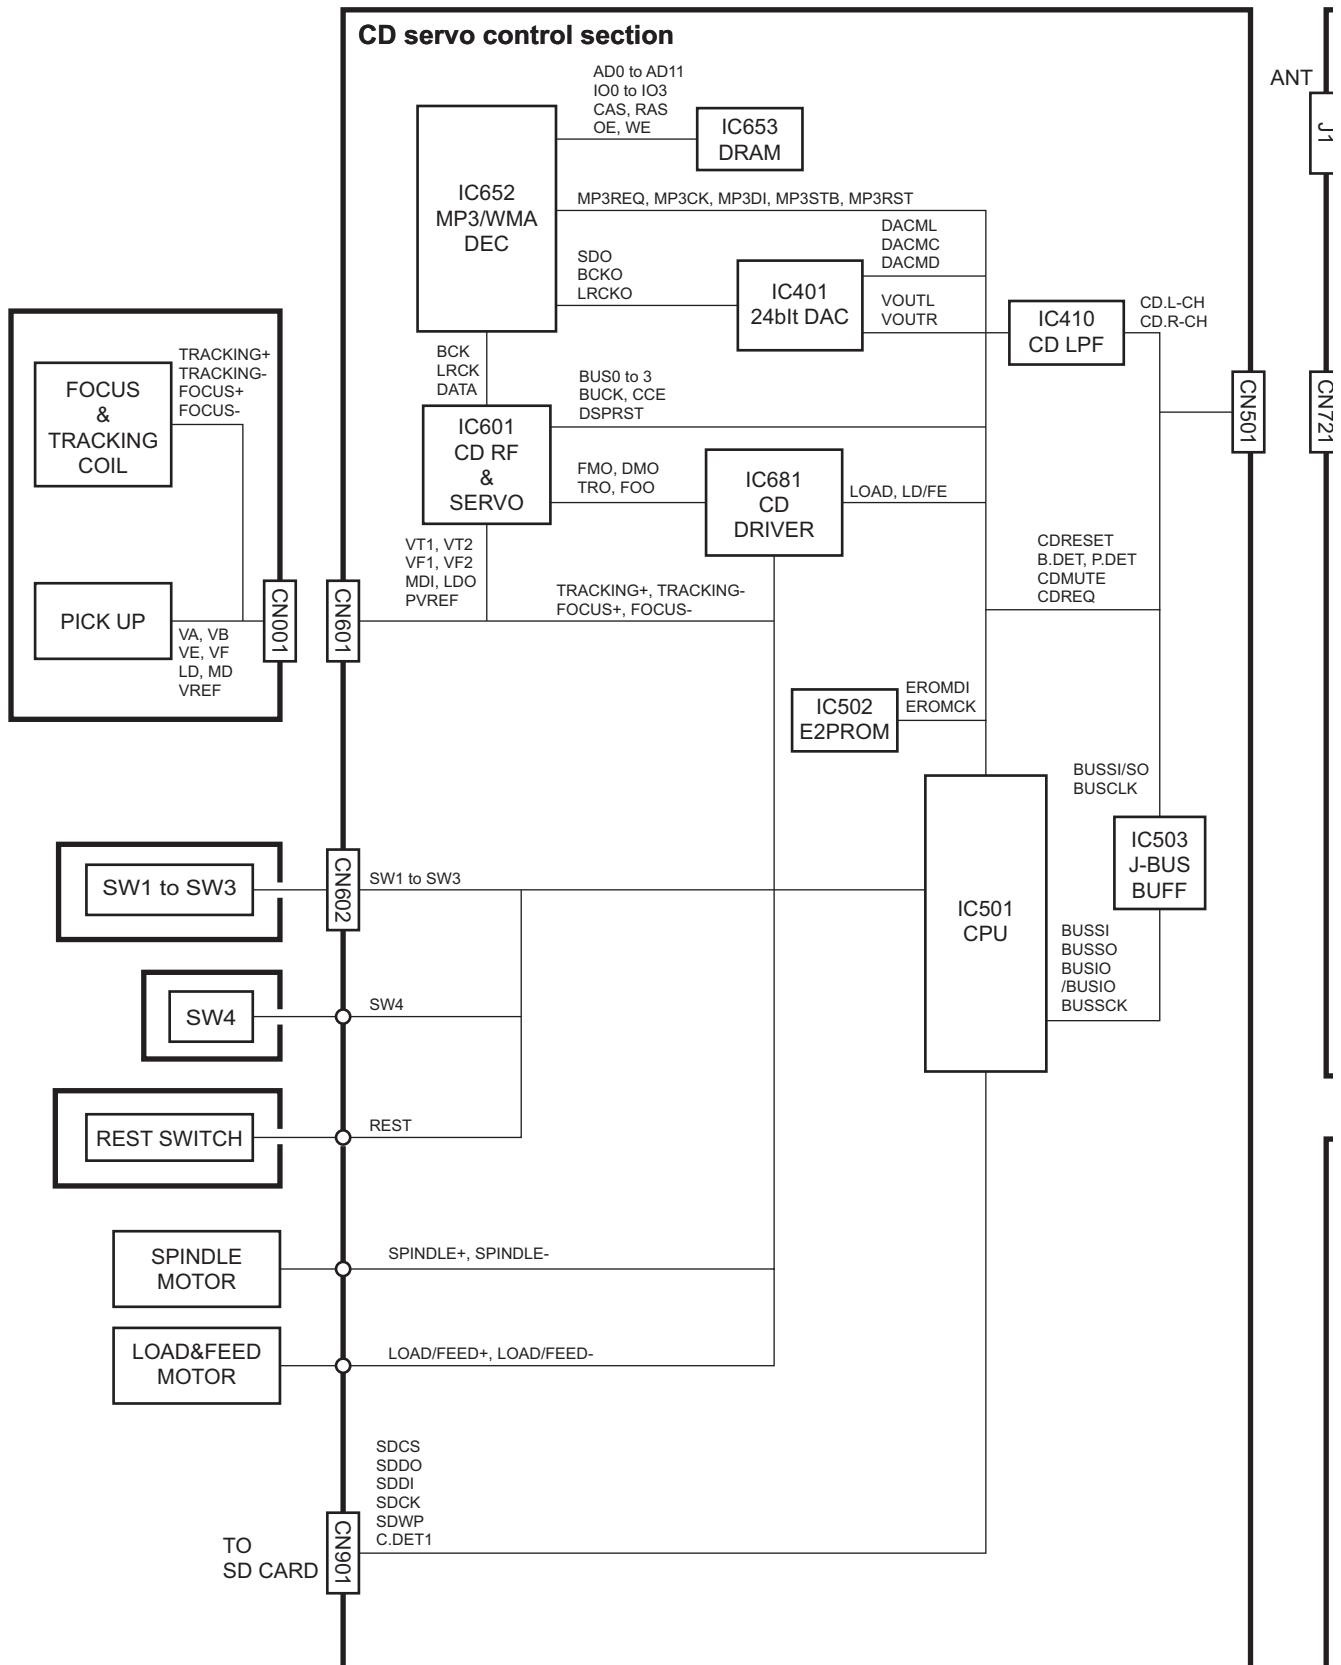 CD servo control section
AD0 to AD11
IO0 to IO3
CAS, RAS
OE, WE
ANT
J1
IC653
DRAM
IC652
MP3/WMA
DEC
MP3REQ, MP3CK, MP3DI, MP3STB, MP3RST
DACML
DACMC
DACMD
SDO
BCKO
LRCKO
IC401
24bIt DAC
VOUTL
VOUTR
IC410
CD LPF
CD.L-CH
CD.R-CH
TRACKING+
TRACKING-
FOCUS+
FOCUS-
FOCUS
&
TRACKING
COIL
BCK
LRCK
DATA
BUS0 to 3
BUCK, CCE
DSPRST
CN501
CN721
IC601
CD RF
&
SERVO
FMO, DMO
TRO, FOO
IC681
CD
DRIVER
LOAD, LD/FE
VT1, VT2
VF1, VF2
MDI, LDO
PVREF
CDRESET
B.DET, P.DET
CDMUTE
CDREQ
TRACKING+, TRACKING-
FOCUS+, FOCUS-
PICK UP
CN001
CN601
VA, VB
VE, VF
LD, MD
VREF
IC502
E2PROM
EROMDI
EROMCK
BUSSI/SO
BUSCLK
IC503
J-BUS
BUFF
SW1 to SW3
CN602
SW1 to SW3
IC501
CPU
BUSSI
BUSSO
BUSIO
/BUSIO
BUSSCK
SW4
SW4
REST SWITCH
REST
SPINDLE
MOTOR
SPINDLE+, SPINDLE-
LOAD&FEED
MOTOR
LOAD/FEED+, LOAD/FEED-
SDCS
SDDO
SDDI
SDCK
SDWP
C.DET1
TO
SD CARD
CN901